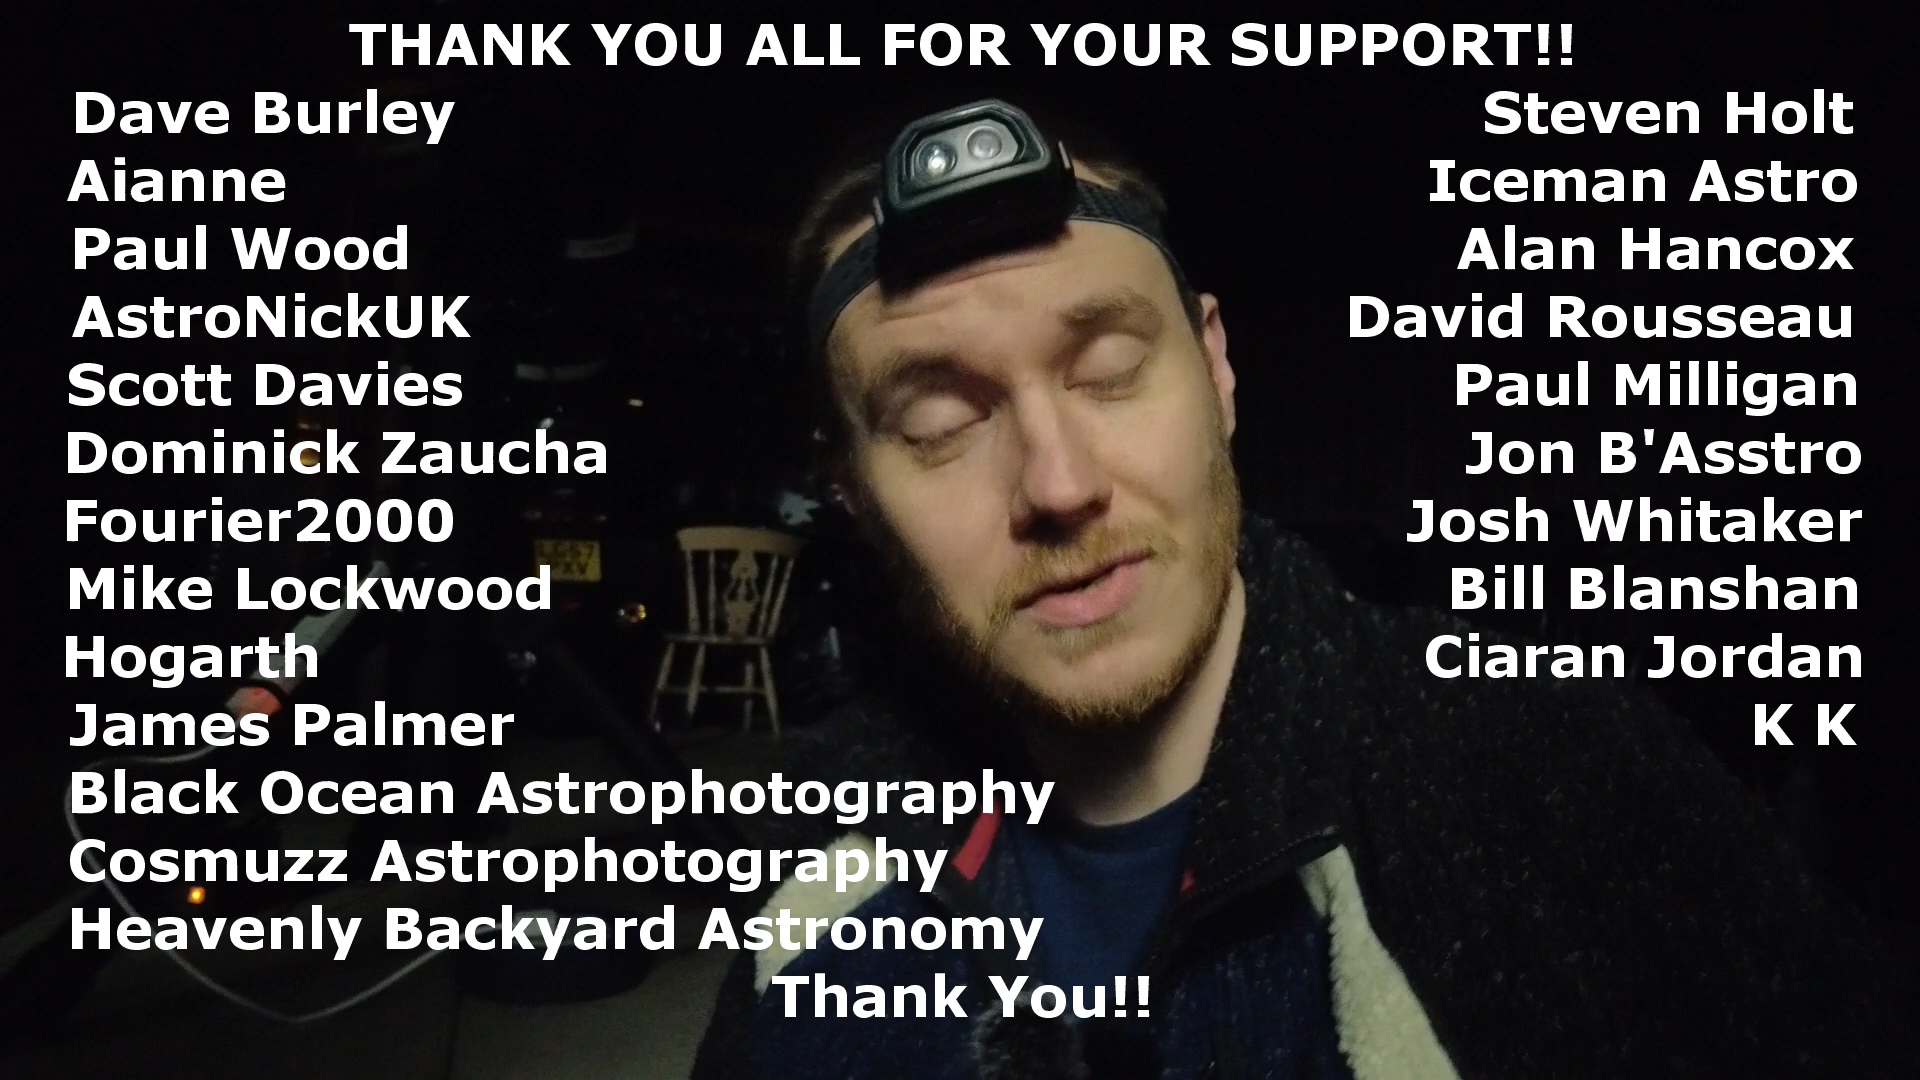 THANK YOU ALL FOR YOUR SUPPORT!!
Dave Burley
Aianne
Paul Wood
AstroNickUK
Scott Davies
Dominick Zaucha
Fourier2000
Mike Lockwood
Hogarth
James Palmer
Black Ocean Astrophotography
Cosmuzz Astrophotography
Heavenly Backyard Astronomy
Steven Holt
Iceman Astro
Alan Hancox
David Rousseau
Paul Milligan
Jon B'Asstro
Josh Whitaker
Bill Blanshan
Ciaran Jordan
K K
Thank You!!